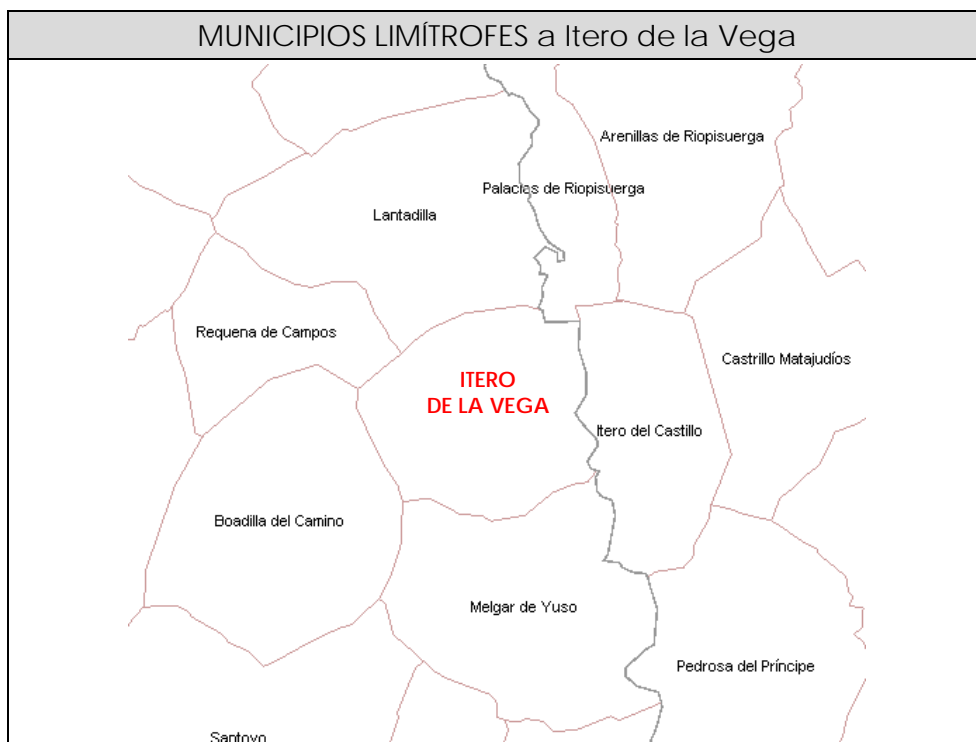 MUNICIPIOS LIMÍTROFES a Itero de la Vega
Arenillas de Riopisuerga
Palacios de Riopisuerga
Lantadilla
Requena de Campos
Castrillo Matajudíos
ITERO
DE LA VEGA
Itero del Castillo
Boadilla del Camino
Melgar de Yuso
Pedrosa del Príncipe
Santoyo